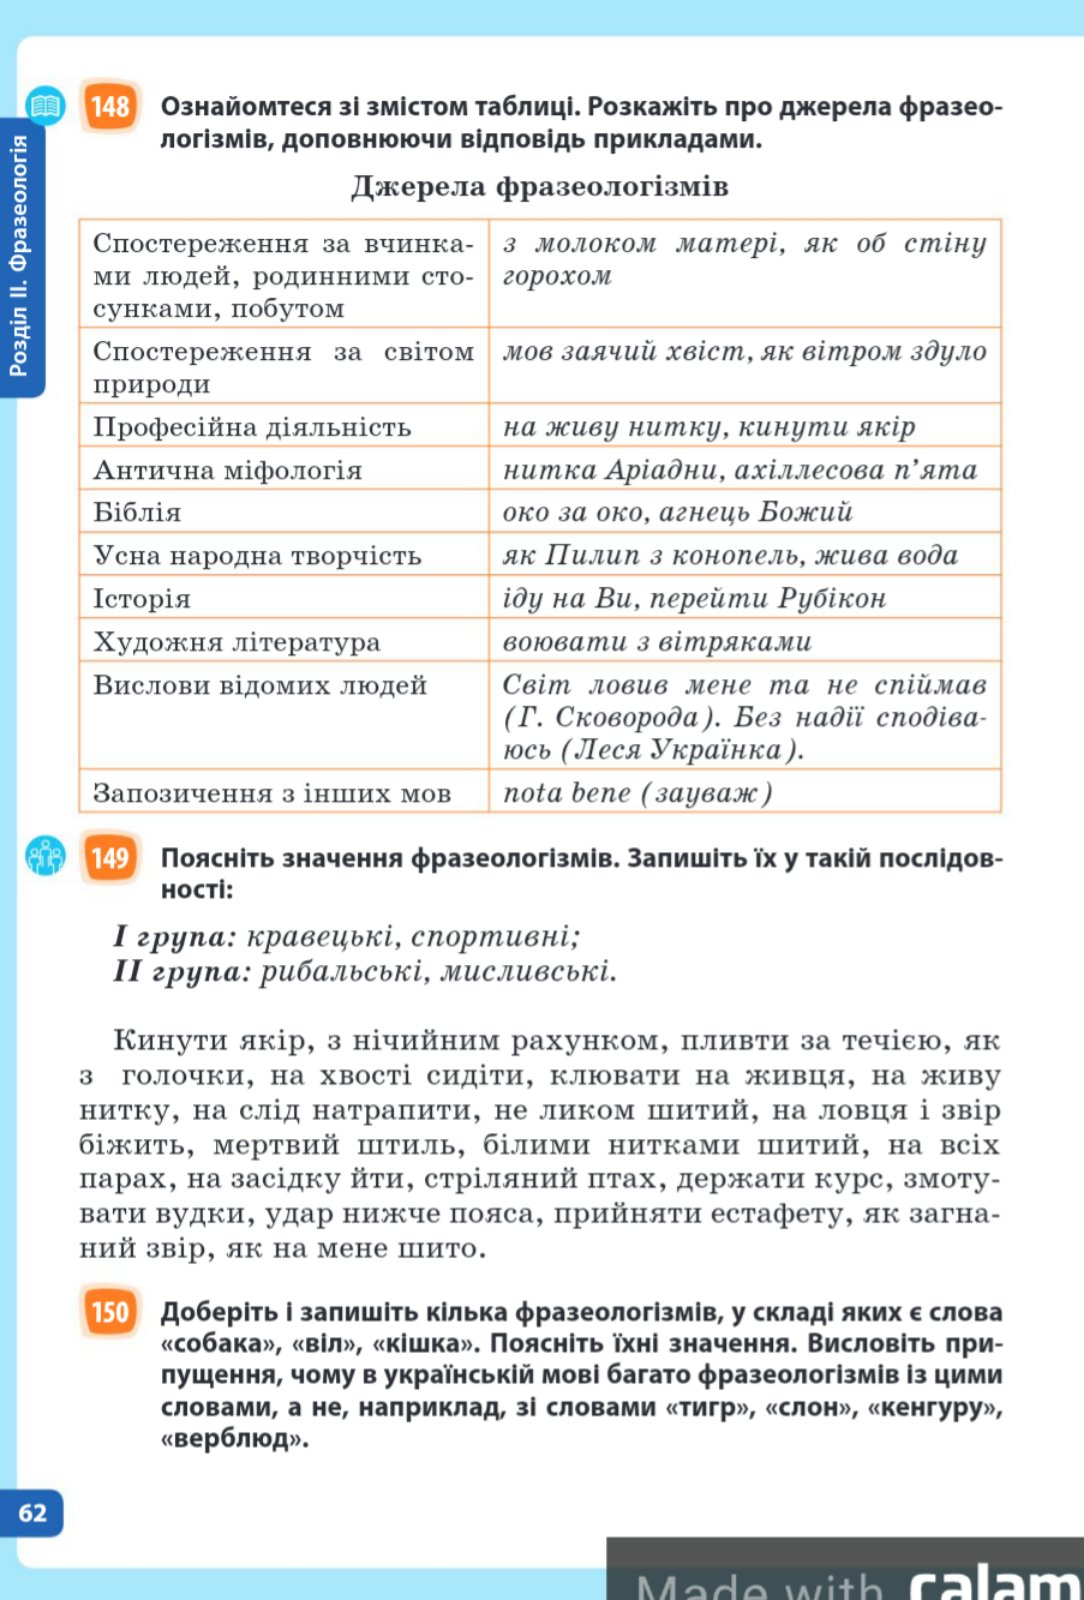 Розділ II. Фразеологія
148 Ознайомтеся зі змістом таблиці. Розкажіть про джерела фразео-
логізмів, доповнюючи відповідь прикладами.
Джерела фразеологізмів
Спостереження за вчинка-
ми людей, родинними сто-
сунками, побутом
з молоком матері, як об стіну
горохом
Спостереження за світом
природи
мов заячий хвіст, як вітром здуло
Професійна діяльність
на живу нитку, кинути якір
Антична міфологія
нитка Аріадни, ахіллесова п’ята
Біблія
око за око, агнець Божий
Усна народна творчість
як Пилип з конопель, жива вода
Історія
іду на Ви, перейти Рубікон
Художня література
воювати з вітряками
Вислови відомих людей
Світ ловив мене та не спіймав
(Г. Сковорода). Без надії сподіва-
юсь (Леся Українка).
Запозичення з інших мов
nota bene (зауваж)
149 Поясніть значення фразеологізмів. Запишіть їх у такій послідов-
ності:
I група: кравецькі, спортивні;
II група: рибальські, мисливські.
Кинути якір, з нічийним рахунком, пливти за течією, як
з голочки, на хвості сидіти, клювати на живця, на живу
нитку, на слід натрапити, не ликом шитий, на ловця і звір
біжить, мертвий штиль, білими нитками шитий, на всіх
парах, на засідку йти, стріляний птах, держати курс, змоту-
вати вудки, удар нижче пояса, прийняти естафету, як загна-
ний звір, як на мене шито.
150 Доберіть і запишіть кілька фразеологізмів, у складі яких є слова
«собака», «віл», «кішка». Поясніть їхні значення. Висловіть при-
пущення, чому в українській мові багато фразеологізмів із цими
словами, а не, наприклад, зі словами «тигр», «слон», «кенгуру»,
«верблюд».
62
Made with calam